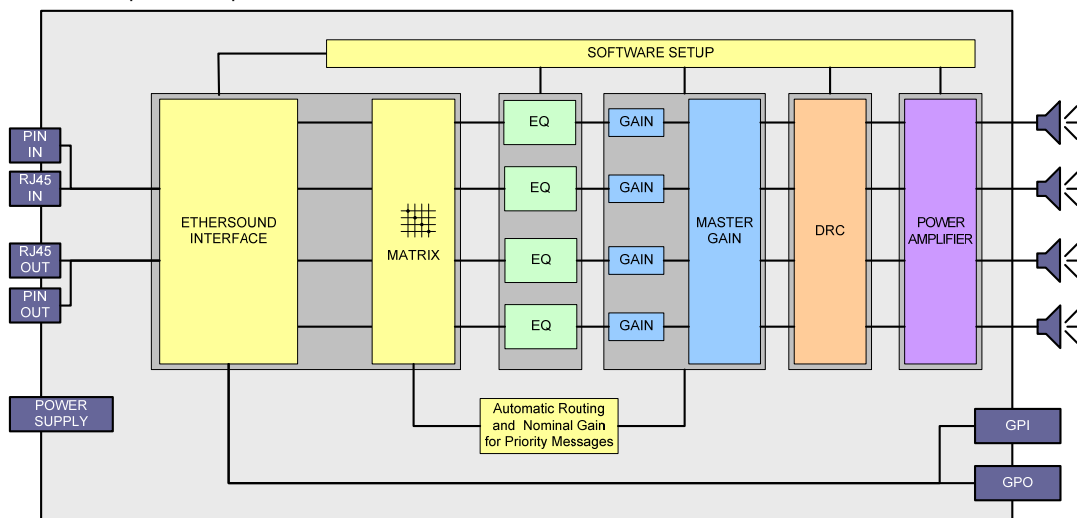 SOFTWARE SETUP
PIN
IN
RJ45
IN
RJ45
OUT
PIN
OUT
ETHERSOUND
INTERFACE
MATRIX
EQ
EQ
EQ
EQ
GAIN
GAIN
GAIN
GAIN
MASTER
GAIN
DRC
POWER
AMPLIFIER
POWER
SUPPLY
Automatic Routing
and Nominal Gain
for Priority Messages
GPI
GPO